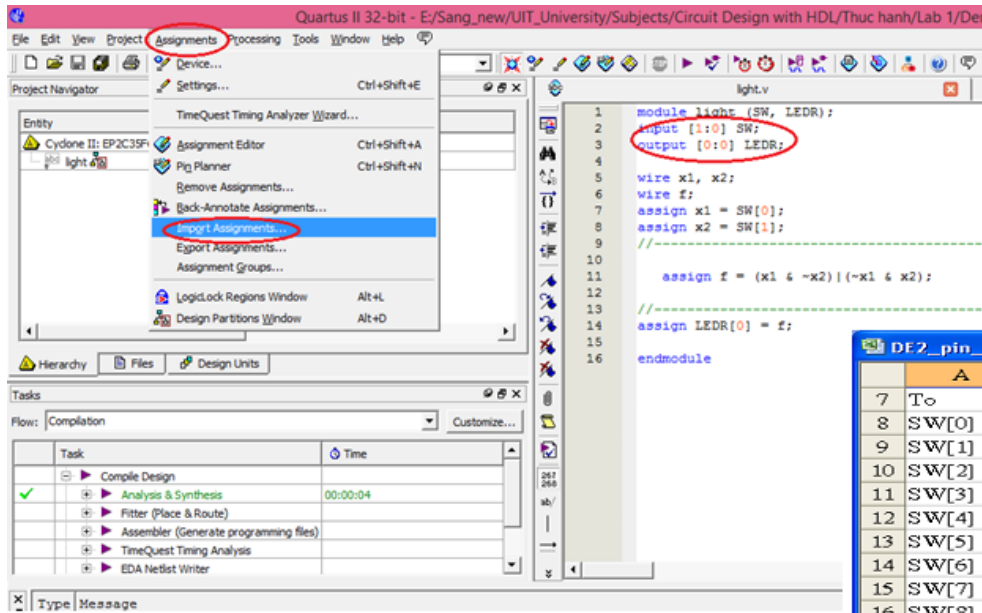 Quartus II 32-bit - E:/Sang_new/UIT_University/Subjects/Circuit Design with HDL/Thuc hanh/Lab 1/De
File Edit View Project Assignments Processing Tools Window Help
Device...
Settings... Ctrl+Shift+E
TimeQuest Timing Analyzer Wizard...
Assignment Editor Ctrl+Shift+A
Pin Planner Ctrl+Shift+N
Remove Assignments...
Back-Annotate Assignments...
Import Assignments...
Export Assignments...
Assignment Groups...
LogicLock Regions Window Alt+L
Design Partitions Window Alt+D
Project Navigator
Entity
Cyclone II: EP2C35F
light
Hierarchy Files Design Units
Tasks
Flow: Compilation Customize...
Task Time
Compile Design
Analysis & Synthesis 00:00:04
Fitter (Place & Route)
Assembler (Generate programming files)
TimeQuest Timing Analysis
EDA Netlist Writer
Type Message
267
268
ab/
light.v
1 module light (SW, LEDR);
2 input [1:0] SW;
3 output [0:0] LEDR;
4
5 wire x1, x2;
6 wire f;
7 assign x1 = SW[0];
8 assign x2 = SW[1];
9 //------------------------------------------
10
11 assign f = (x1 & ~x2)|(~x1 & x2);
12
13 //------------------------------------------
14 assign LEDR[0] = f;
15
16 endmodule
DE2_pin_
A
7 To
8 SW[0]
9 SW[1]
10 SW[2]
11 SW[3]
12 SW[4]
13 SW[5]
14 SW[6]
15 SW[7]
16 SW[8]